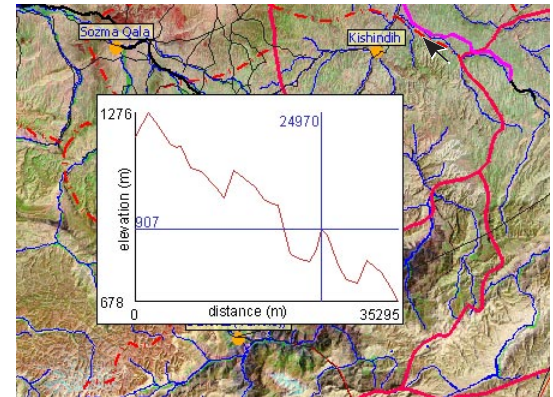 Sozma Qala
Kishindih
1276
24970
elevation (m)
907
678
distance (m)
0
35295